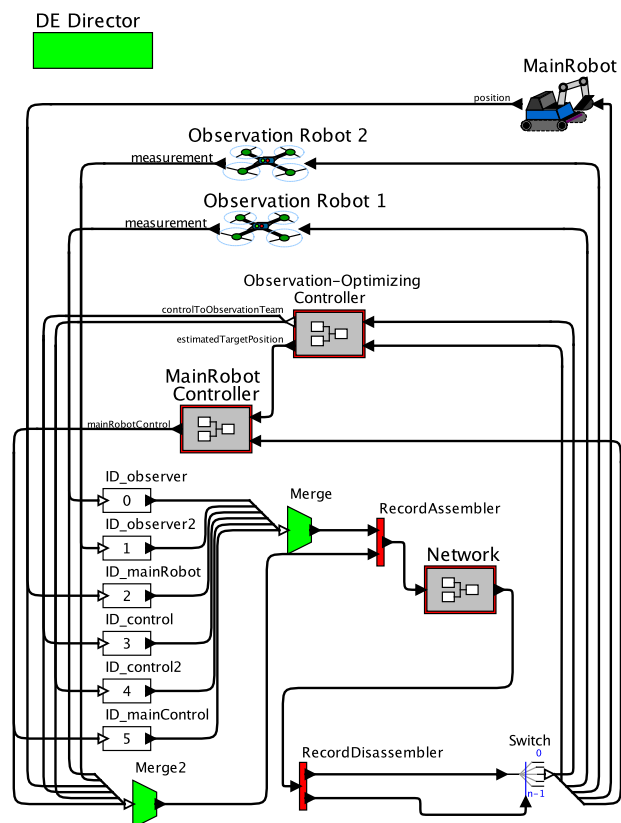 DE Director
MainRobot
position
Observation Robot 2
measurement
Observation Robot 1
measurement
Observation-Optimizing
Controller
controlToObservationTeam
estimatedTargetPosition
MainRobot
Controller
mainRobotControl
ID_observer
0
Merge
ID_observer2
1
RecordAssembler
ID_mainRobot
2
Network
ID_control
3
ID_control2
4
ID_mainControl
5
Merge2
RecordDisassembler
Switch
0
n-1